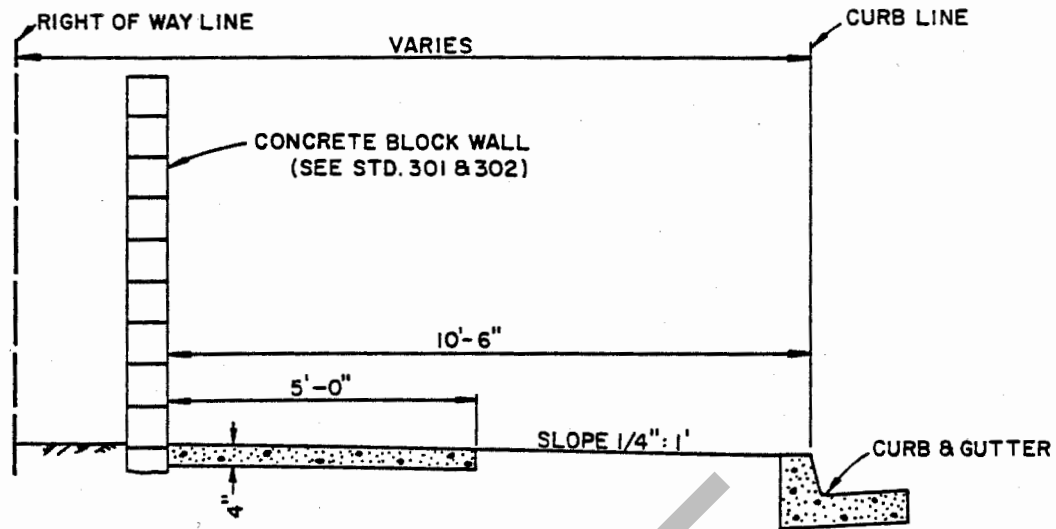 RIGHT OF WAY LINE
CURB LINE
VARIES
CONCRETE BLOCK WALL
(SEE STD. 301 & 302)
10'-6"
5'-0"
SLOPE 1/4": 1'
CURB & GUTTER
4"